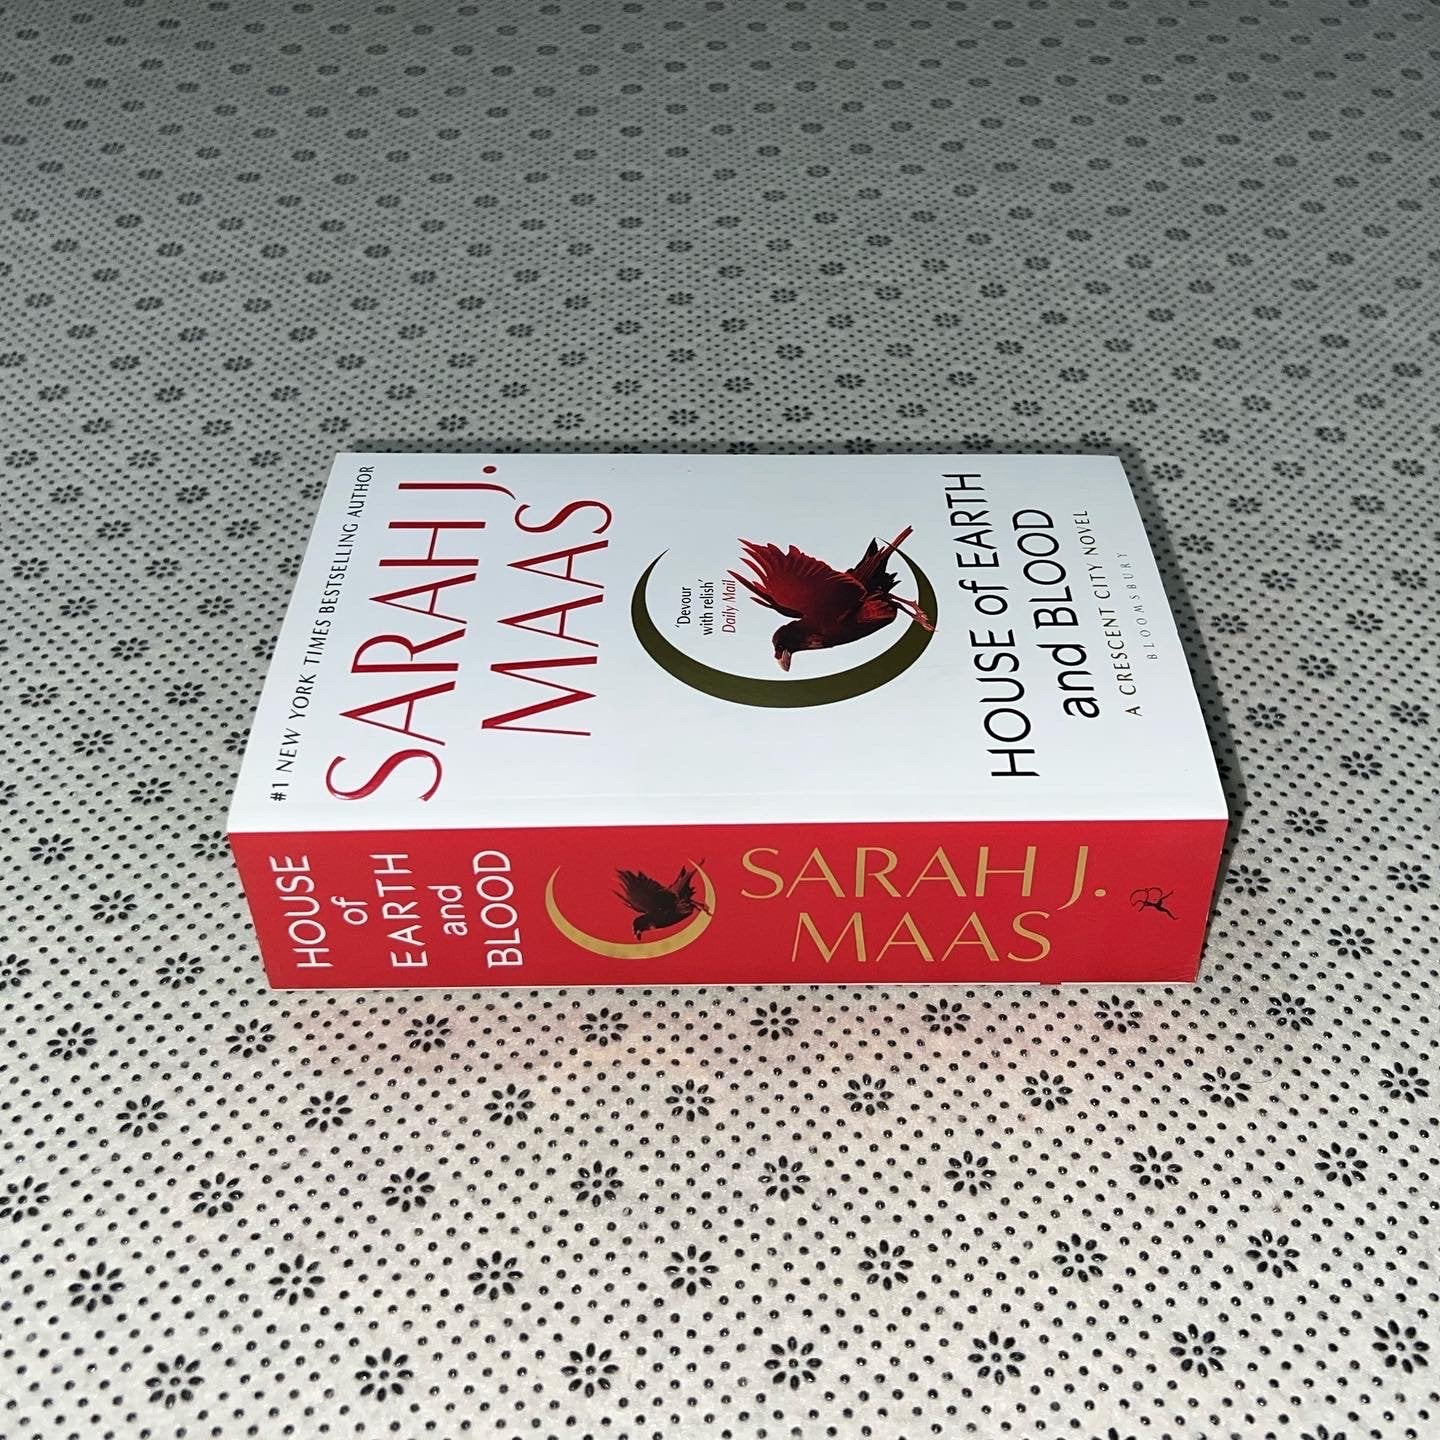 #1 NEW YORK TIMES BESTSELLING AUTHOR
SARAH J.
MAAS
'Devour
with relish'
Daily Mail
HOUSE of EARTH
and BLOOD
A CRESCENT CITY NOVEL
BLOOMSBURY
HOUSE
of
EARTH
and
BLOOD
SARAH J.
MAAS